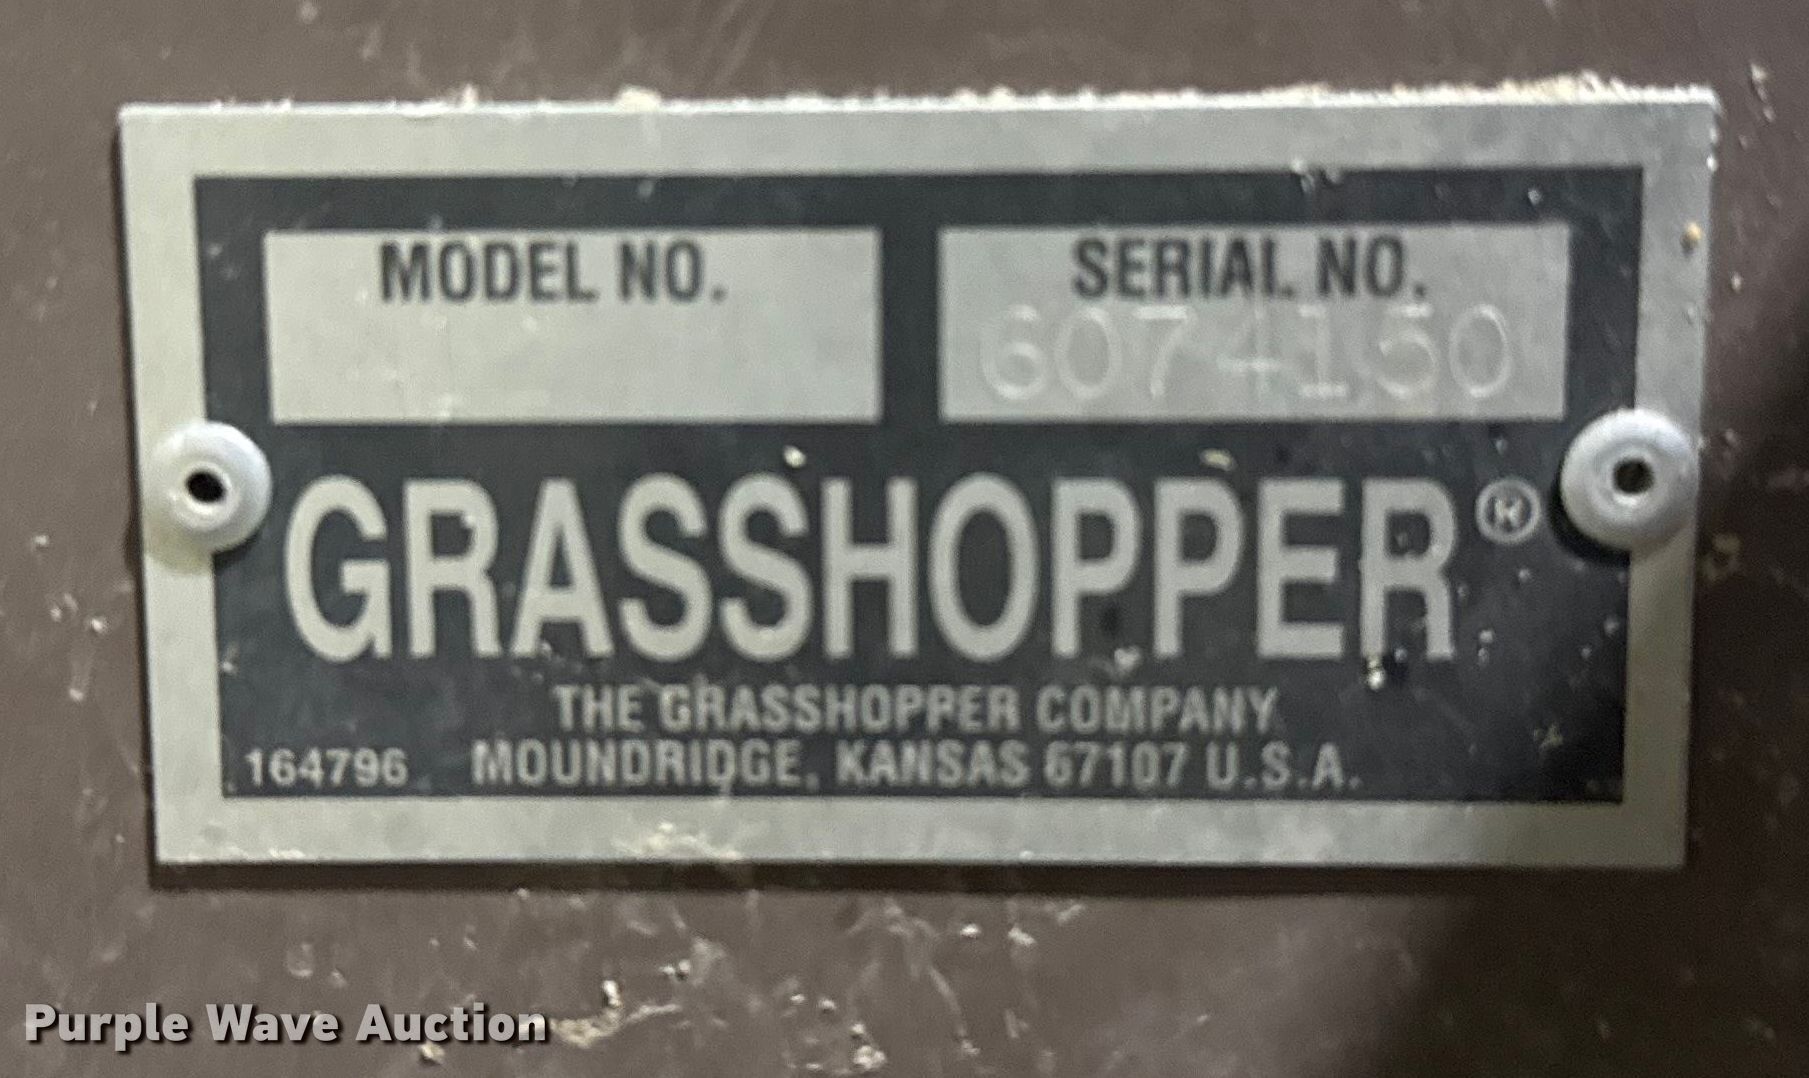 MODEL NO.
SERIAL NO.
6074150
GRASSHOPPER®
THE GRASSHOPPER COMPANY
164796 MOUNDRIDGE, KANSAS 67107 U.S.A.
Purple Wave Auction